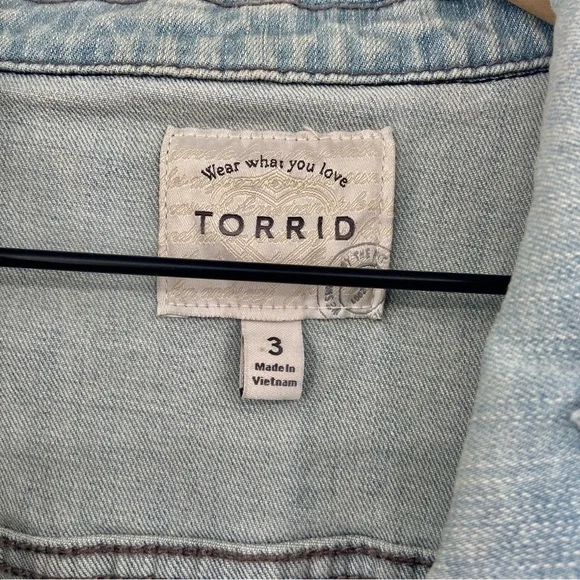 Wear what you love
TORRID
3
Made In
Vietnam